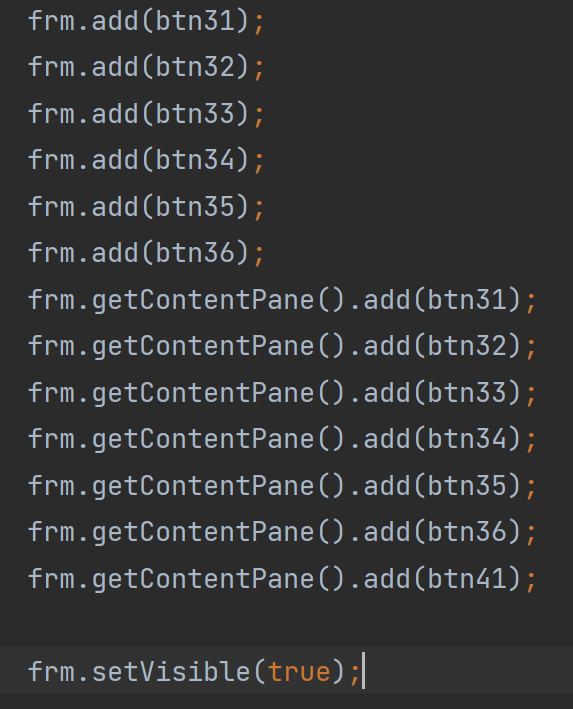 frm.add(btn31);
frm.add(btn32);
frm.add(btn33);
frm.add(btn34);
frm.add(btn35);
frm.add(btn36);
frm.getContentPane().add(btn31);
frm.getContentPane().add(btn32);
frm.getContentPane().add(btn33);
frm.getContentPane().add(btn34);
frm.getContentPane().add(btn35);
frm.getContentPane().add(btn36);
frm.getContentPane().add(btn41);
frm.setVisible(true);